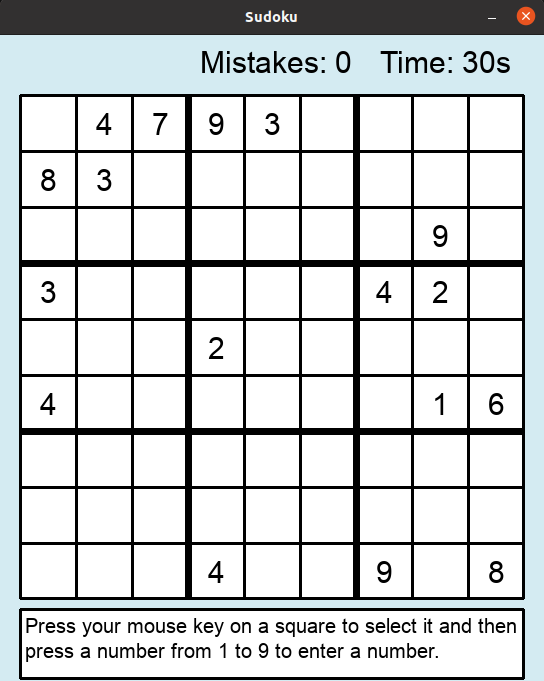 Sudoku
Mistakes: 0 Time: 30s
4 7 9 3
8 3
9
3 4 2
2
4 1 6
4 9 8
Press your mouse key on a square to select it and then
press a number from 1 to 9 to enter a number.